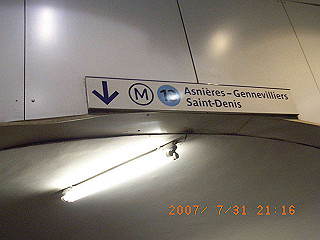 M 13 Asnières – Gennevilliers
Saint-Denis
2007/ 7/31 21:16